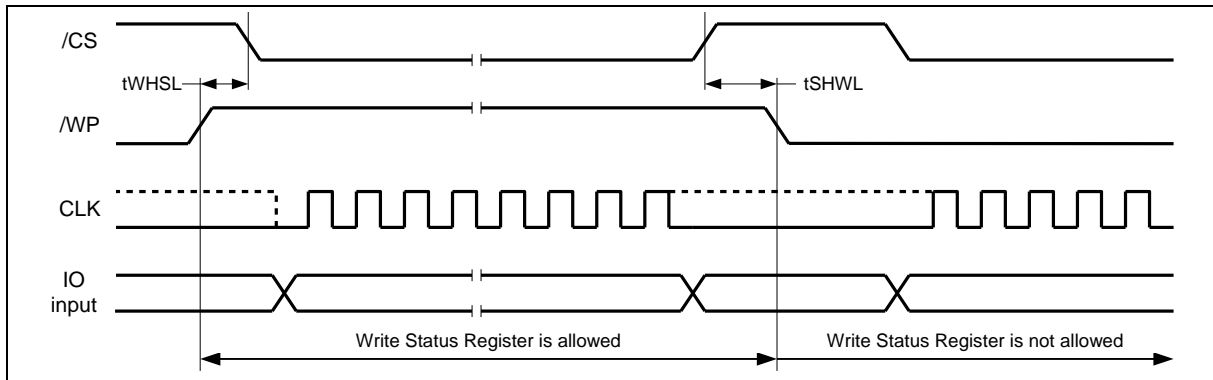 /CS
tWHSL
tSHWL
/WP
CLK
IO
input
Write Status Register is allowed
Write Status Register is not allowed